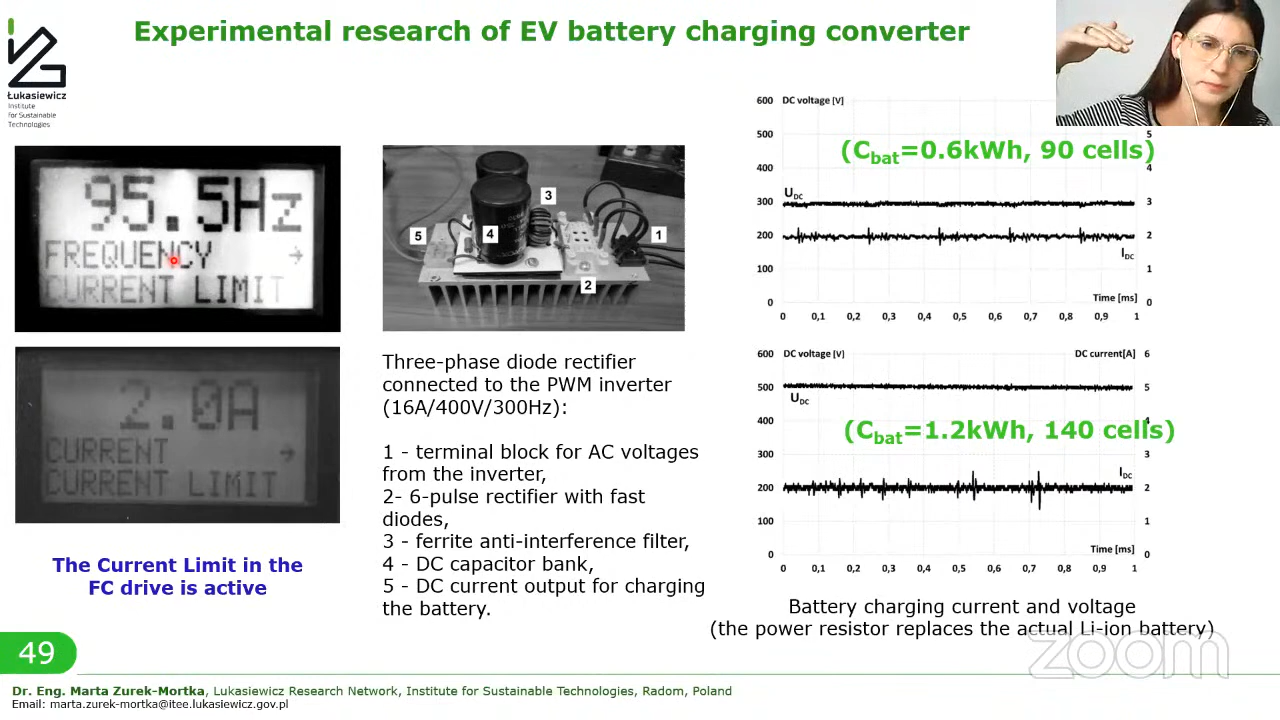 Experimental research of EV battery charging converter
Łukasiewicz
Institute
for Sustainable
Technologies
95.5Hz
FREQUENCY →
CURRENT LIMIT
2.0A
CURRENT →
CURRENT LIMIT
The Current Limit in the
FC drive is active
1
2
3
4
5
Three-phase diode rectifier
connected to the PWM inverter
(16A/400V/300Hz):
1 - terminal block for AC voltages
from the inverter,
2- 6-pulse rectifier with fast
diodes,
3 - ferrite anti-interference filter,
4 - DC capacitor bank,
5 - DC current output for charging
the battery.
600 DC voltage [V]
500 5
(Cbat=0.6kWh, 90 cells)
400 4
UDC
300 3
200 2
IDC
100 1
Time [ms]
0 0
0 0,1 0,2 0,3 0,4 0,5 0,6 0,7 0,8 0,9 1
600 DC voltage [V] DC current[A] 6
500 5
UDC
400 4
(Cbat=1.2kWh, 140 cells)
300 3
IDC
200 2
100 1
Time [ms]
0 0
0 0,1 0,2 0,3 0,4 0,5 0,6 0,7 0,8 0,9 1
Battery charging current and voltage
(the power resistor replaces the actual Li-ion battery)
zoom
49
Dr. Eng. Marta Zurek-Mortka, Lukasiewicz Research Network, Institute for Sustainable Technologies, Radom, Poland
Email: marta.zurek-mortka@itee.lukasiewicz.gov.pl